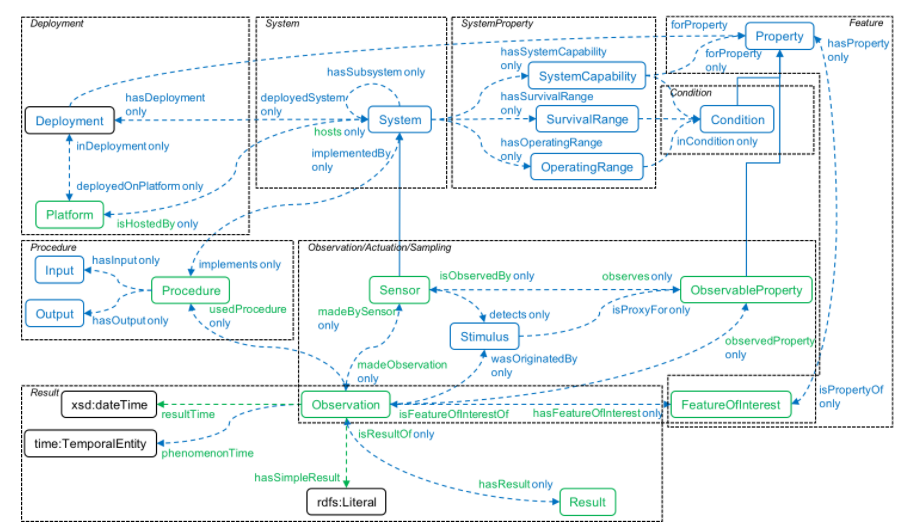 Deployment
System
SystemProperty
Feature
forProperty
Property
hasProperty
only
forProperty
only
hasSystemCapability
only
SystemCapability
hasSubsystem only
Condition
hasDeployment
only
deployedSystem
only
hasSurvivalRange
only
Deployment
System
SurvivalRange
Condition
hosts only
inDeployment only
implementedBy
only
hasOperatingRange
only
inCondition only
OperatingRange
deployedOnPlatform only
Platform
isHostedBy only
Procedure
Observation/Actuation/Sampling
Input
hasInput only
implements only
isObservedBy only
observes only
Procedure
Sensor
ObservableProperty
Output
hasOutput only
usedProcedure
only
madeBySensor
only
detects only
isProxyFor only
Stimulus
observedProperty
only
madeObservation
only
wasOriginatedBy
only
Result
xsd:dateTime
resultTime
Observation
isFeatureOfInterestOf
hasFeatureOfInterest only
FeatureOfInterest
isPropertyOf
only
time:TemporalEntity
phenomenonTime
isResultOf only
hasSimpleResult
hasResult only
rdfs:Literal
Result